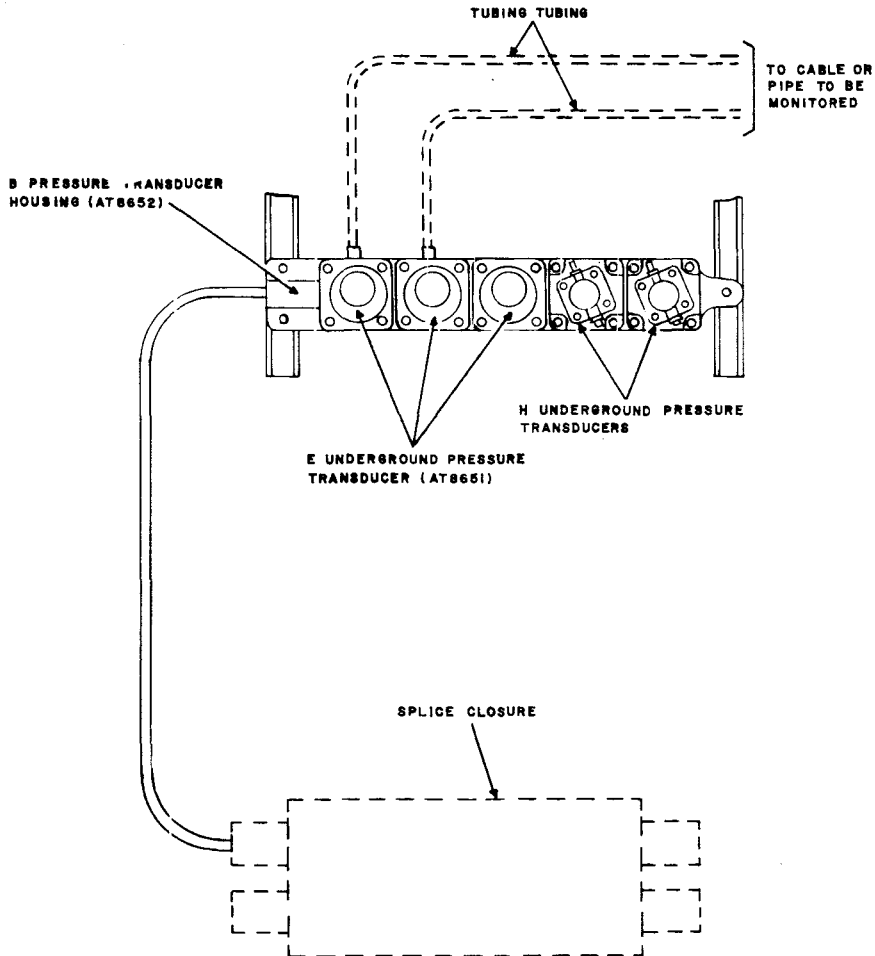 TUBING TUBING
TO CABLE OR
PIPE TO BE
MONITORED
B PRESSURE TRANSDUCER
HOUSING (AT8652)
H UNDERGROUND PRESSURE
TRANSDUCERS
E UNDERGROUND PRESSURE
TRANSDUCER (AT8651)
SPLICE CLOSURE